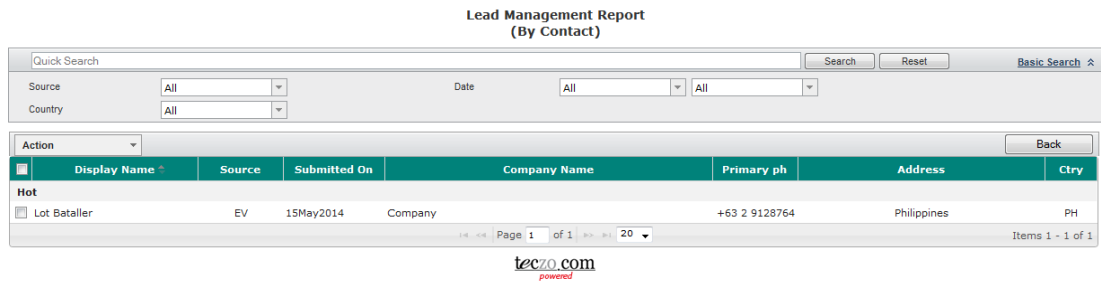 Lead Management Report
(By Contact)
Quick Search Search Reset Basic Search
Source All Date All All
Country All
Action Back
Display Name Source Submitted On Company Name Primary ph Address Ctry
Hot
Lot Bataller EV 15May2014 Company +63 2 9128764 Philippines PH
Page 1 of 1 20 Items 1 - 1 of 1
teczo.com
powered